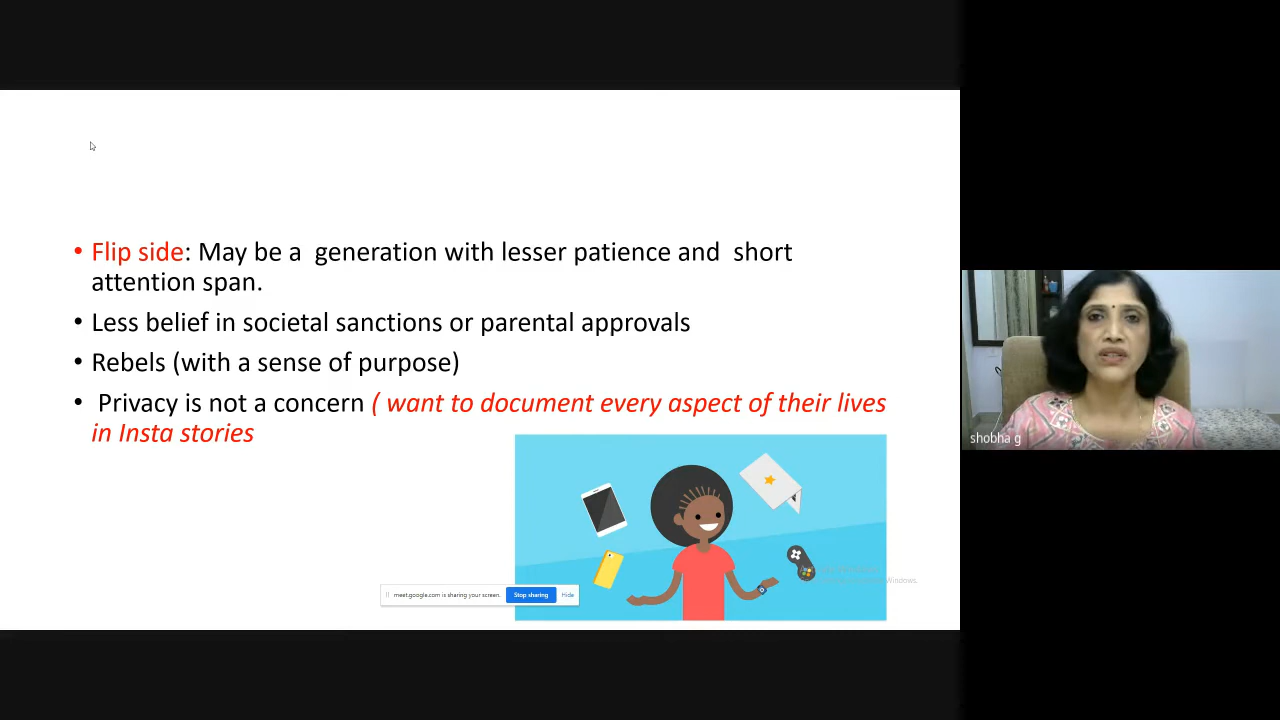 • Flip side: May be a  generation with lesser patience and  short
attention span.
• Less belief in societal sanctions or parental approvals
• Rebels (with a sense of purpose)
•  Privacy is not a concern ( want to document every aspect of their lives
in Insta stories
shobha g
meet.google.com is sharing your screen.
Stop sharing
Hide
Windows.